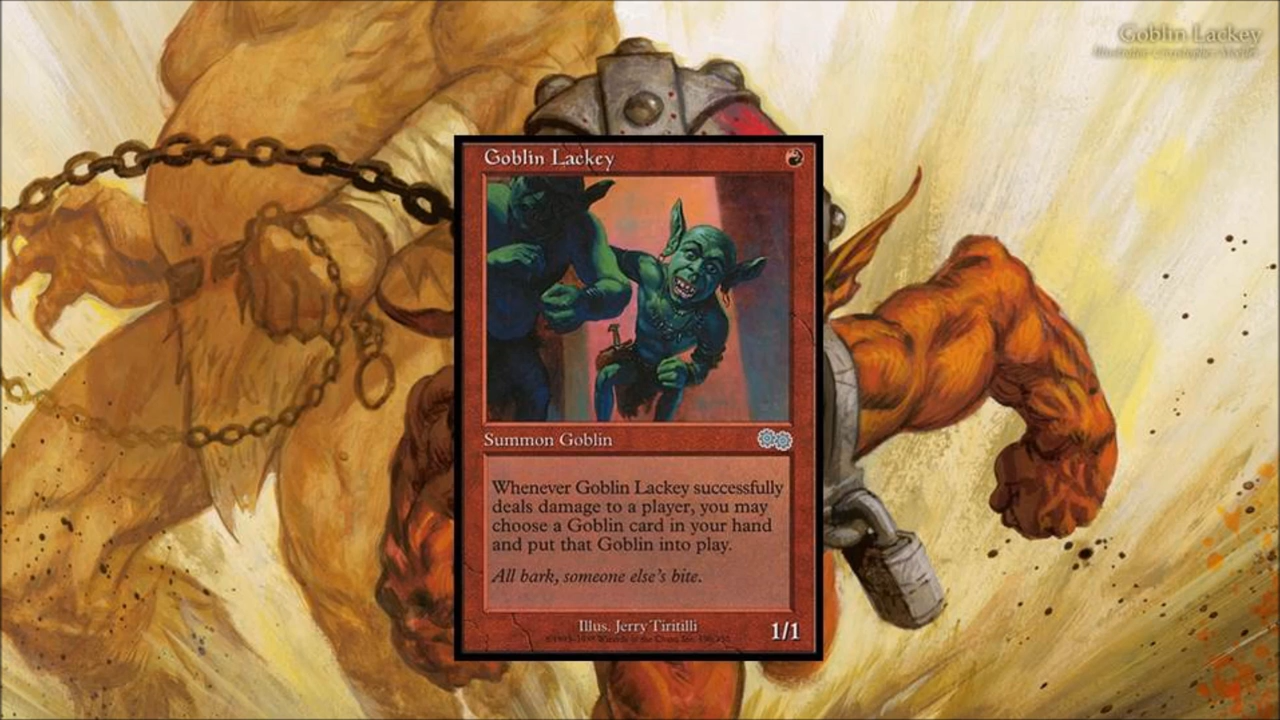 Goblin Lackey
Goblin Lackey
Summon Goblin
Whenever Goblin Lackey successfully
deals damage to a player, you may
choose a Goblin card in your hand
and put that Goblin into play.
All bark, someone else's bite.
Illus. Jerry Tiritilli
1/1